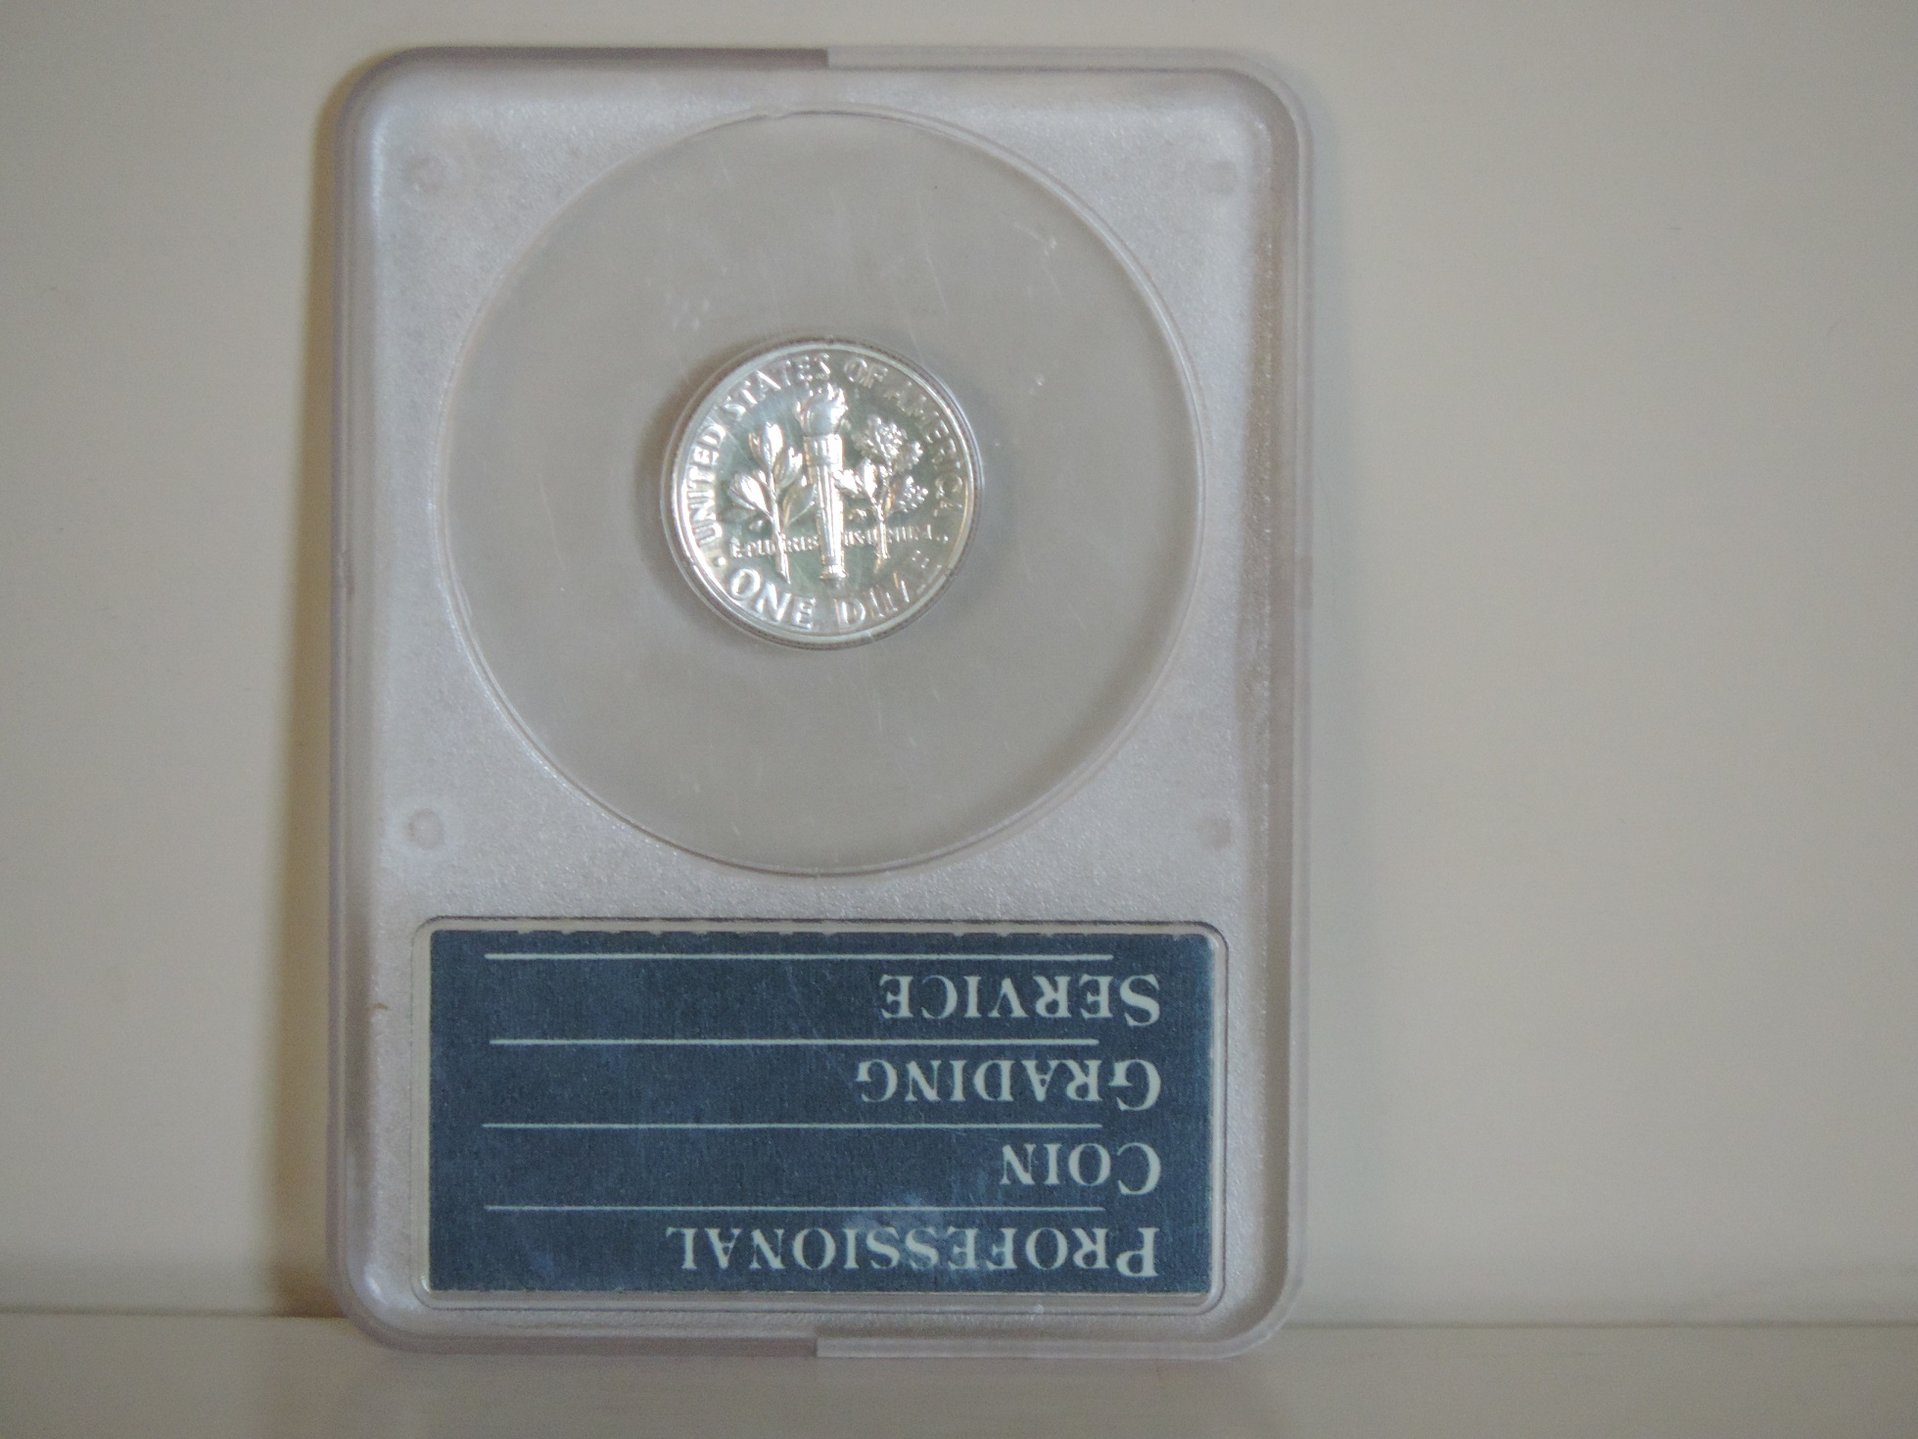 UNITED STATES OF AMERICA
E PLURIBUS UNUM
ONE DIME
PROFESSIONAL
COIN
GRADING
SERVICE